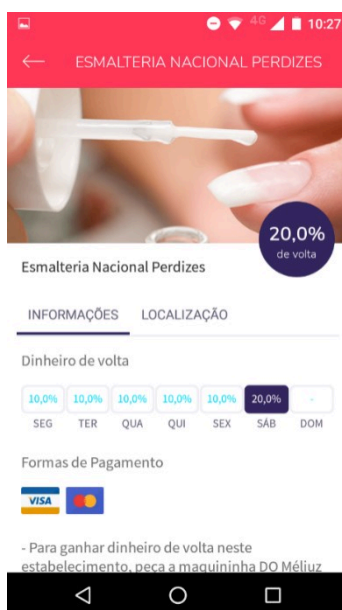 4G 10:27
ESMALTERIA NACIONAL PERDIZES
20,0%
de volta
Esmalteria Nacional Perdizes
INFORMAÇÕES LOCALIZAÇÃO
Dinheiro de volta
10,0% 10,0% 10,0% 10,0% 10,0% 20,0% -
SEG TER QUA QUI SEX SÁB DOM
Formas de Pagamento
VISA
- Para ganhar dinheiro de volta neste
estabelecimento, peça a maquininha DO Méliuz